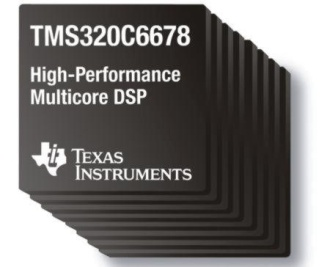 TMS320C6678
High-Performance
Multicore DSP
TEXAS
INSTRUMENTS